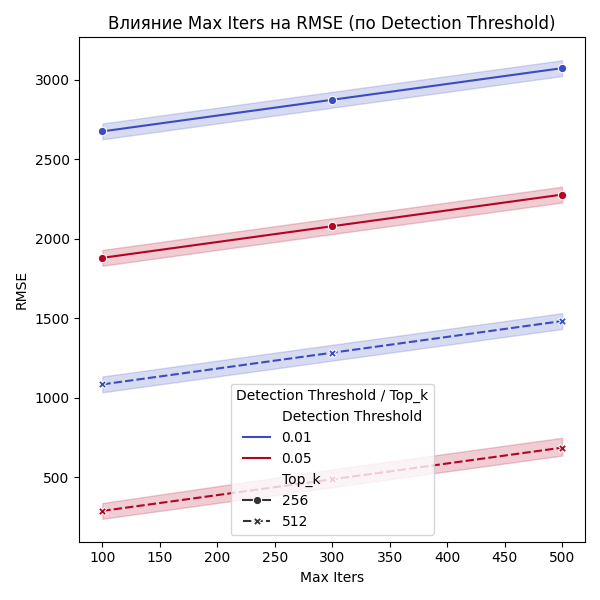 Влияние Max Iters на RMSE (по Detection Threshold)
RMSE
3000
2500
2000
1500
1000
500
Detection Threshold / Top_k
Detection Threshold
0.01
0.05
Top_k
256
512
100 150 200 250 300 350 400 450 500
Max Iters